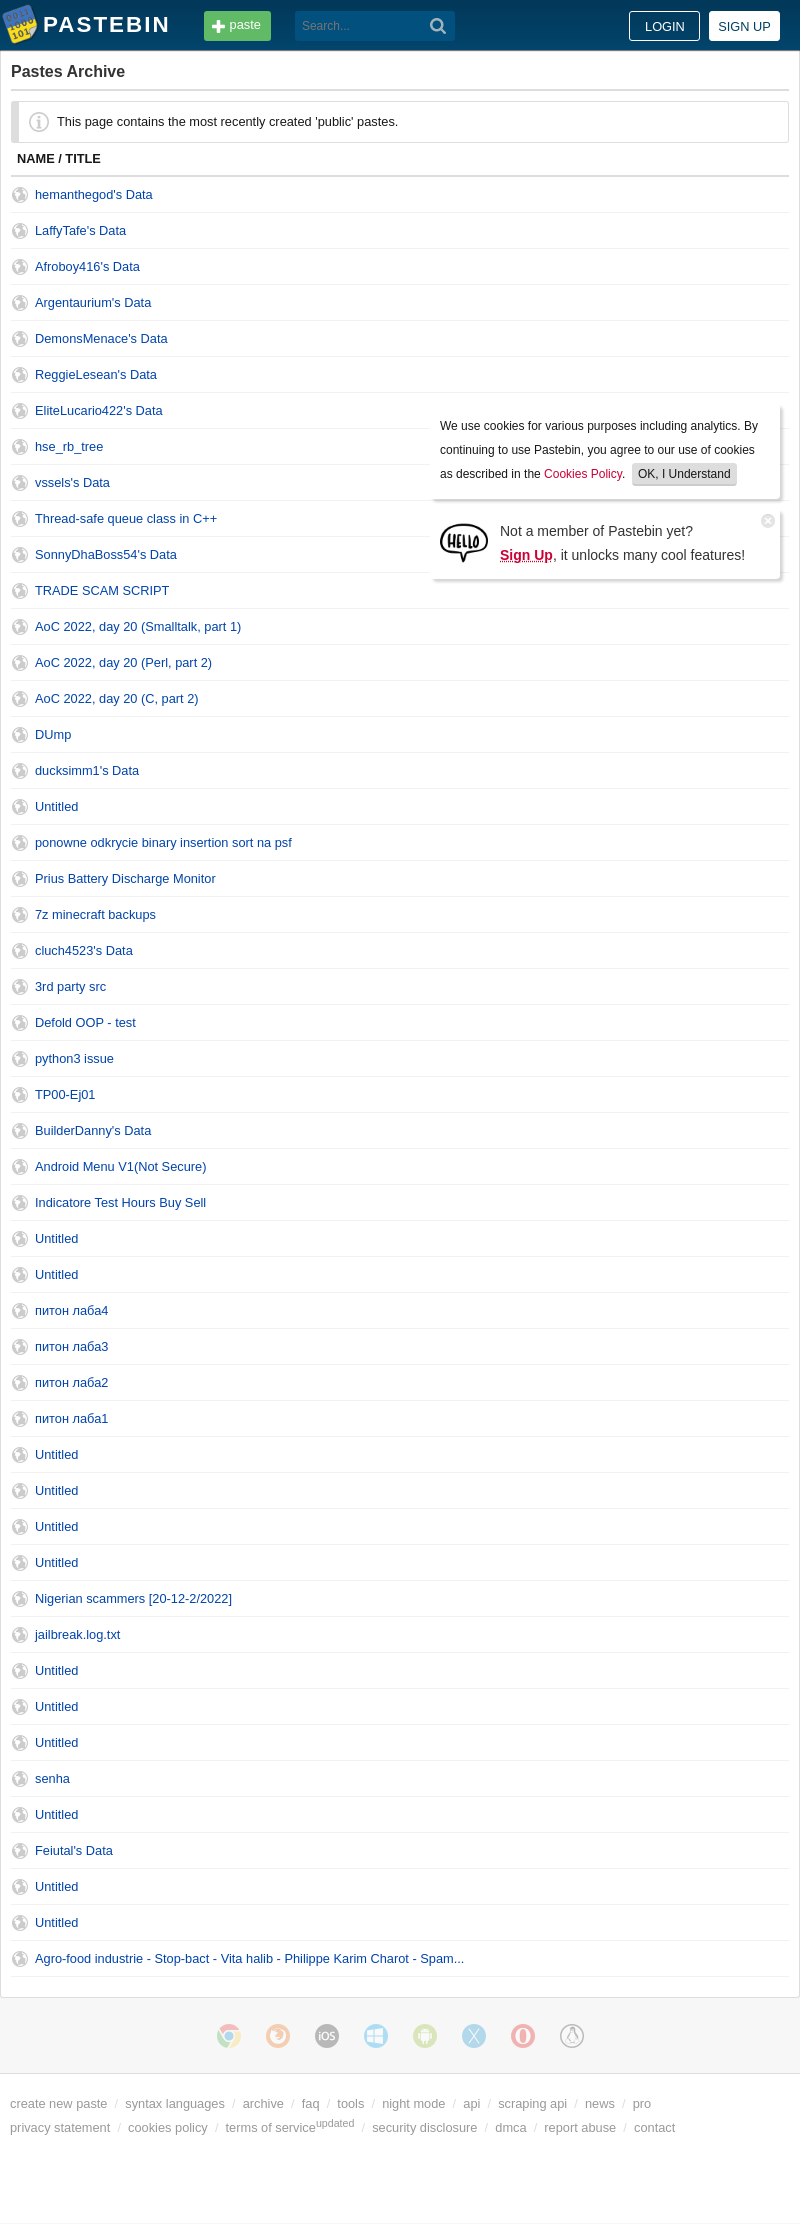 PASTEBIN
paste
Search...
LOGIN
SIGN UP
Pastes Archive
This page contains the most recently created 'public' pastes.
NAME / TITLE
hemanthegod's Data
LaffyTafe's Data
Afroboy416's Data
Argentaurium's Data
DemonsMenace's Data
ReggieLesean's Data
EliteLucario422's Data
hse_rb_tree
vssels's Data
Thread-safe queue class in C++
SonnyDhaBoss54's Data
TRADE SCAM SCRIPT
AoC 2022, day 20 (Smalltalk, part 1)
AoC 2022, day 20 (Perl, part 2)
AoC 2022, day 20 (C, part 2)
DUmp
ducksimm1's Data
Untitled
ponowne odkrycie binary insertion sort na psf
Prius Battery Discharge Monitor
7z minecraft backups
cluch4523's Data
3rd party src
Defold OOP - test
python3 issue
TP00-Ej01
BuilderDanny's Data
Android Menu V1(Not Secure)
Indicatore Test Hours Buy Sell
Untitled
Untitled
питон лаба4
питон лаба3
питон лаба2
питон лаба1
Untitled
Untitled
Untitled
Untitled
Nigerian scammers [20-12-2/2022]
jailbreak.log.txt
Untitled
Untitled
Untitled
senha
Untitled
Feiutal's Data
Untitled
Untitled
Agro-food industrie - Stop-bact - Vita halib - Philippe Karim Charot - Spam...
We use cookies for various purposes including analytics. By
continuing to use Pastebin, you agree to our use of cookies
as described in the Cookies Policy. OK, I Understand
HELLO
Not a member of Pastebin yet?
Sign Up, it unlocks many cool features!
iOS
create new paste / syntax languages / archive / faq / tools / night mode / api / scraping api / news / pro
privacy statement / cookies policy / terms of service updated / security disclosure / dmca / report abuse / contact